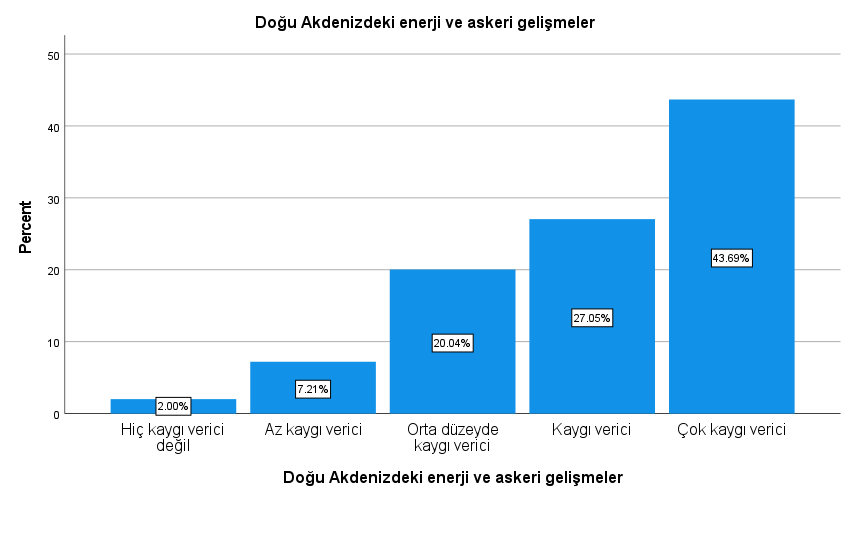 Doğu Akdenizdeki enerji ve askeri gelişmeler
50
40
30
20
10
0
Percent
2.00%
7.21%
20.04%
27.05%
43.69%
Hiç kaygı verici
değil
Az kaygı verici
Orta düzeyde
kaygı verici
Kaygı verici
Çok kaygı verici
Doğu Akdenizdeki enerji ve askeri gelişmeler